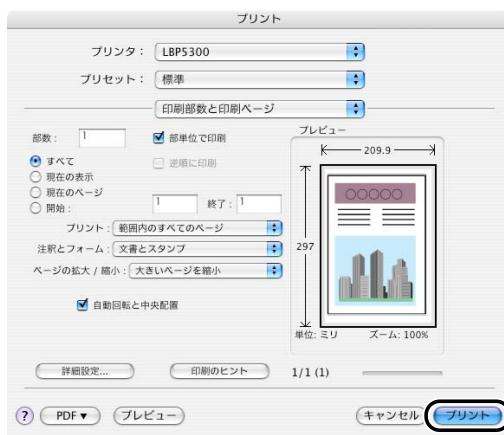 プリント
プリンタ： LBP5300
プリセット： 標準
印刷部数と印刷ページ
部数： 1 部単位で印刷
すべて 逆順に印刷
現在の表示
現在のページ
開始： 1 終了： 1
プリント： 範囲内のすべてのページ
注釈とフォーム： 文書とスタンプ
ページの拡大 / 縮小： 大きいページを縮小
自動回転と中央配置
プレビュー
209.9
297
○○○○○
単位: ミリ ズーム: 100%
詳細設定... 印刷のヒント 1/1 (1)
? PDF▼ プレビュー キャンセル プリント